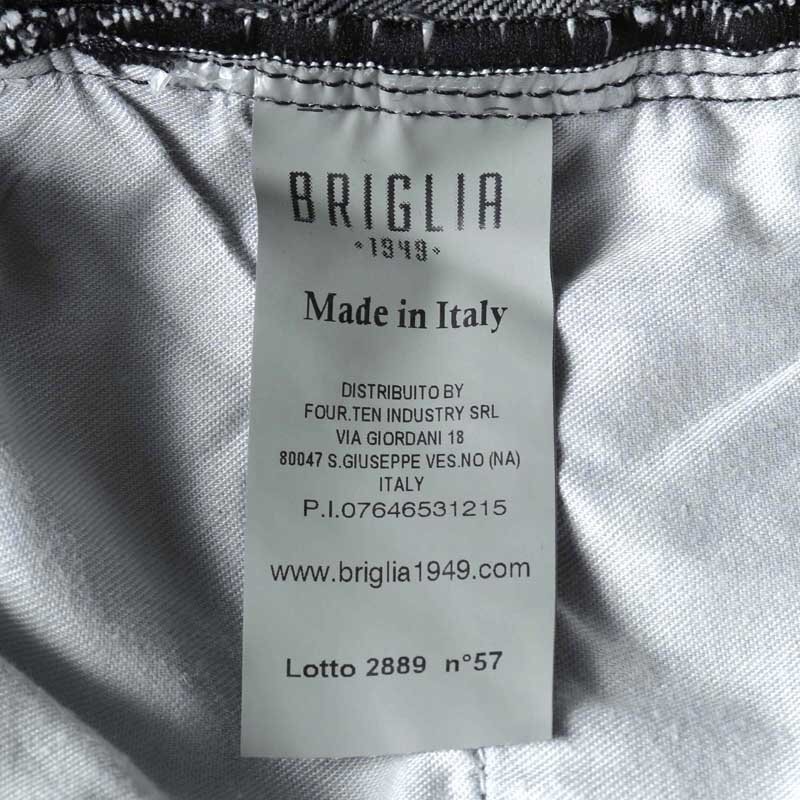 BRIGLIA
•1949•
Made in Italy
DISTRIBUITO BY
FOUR.TEN INDUSTRY SRL
VIA GIORDANI 18
80047 S.GIUSEPPE VES.NO (NA)
ITALY
P.I.07646531215
www.briglia1949.com
Lotto 2889 n°57